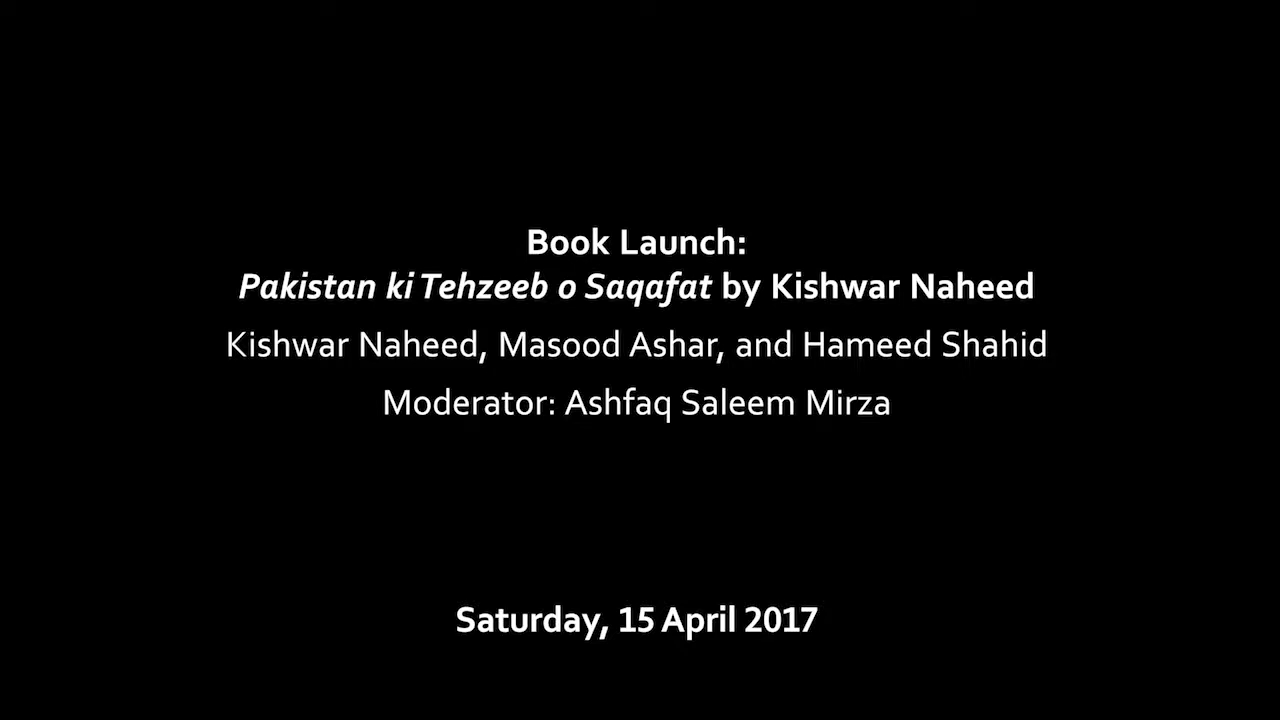 Book Launch:
Pakistan ki Tehzeeb o Saqafat by Kishwar Naheed
Kishwar Naheed, Masood Ashar, and Hameed Shahid
Moderator: Ashfaq Saleem Mirza
Saturday, 15 April 2017